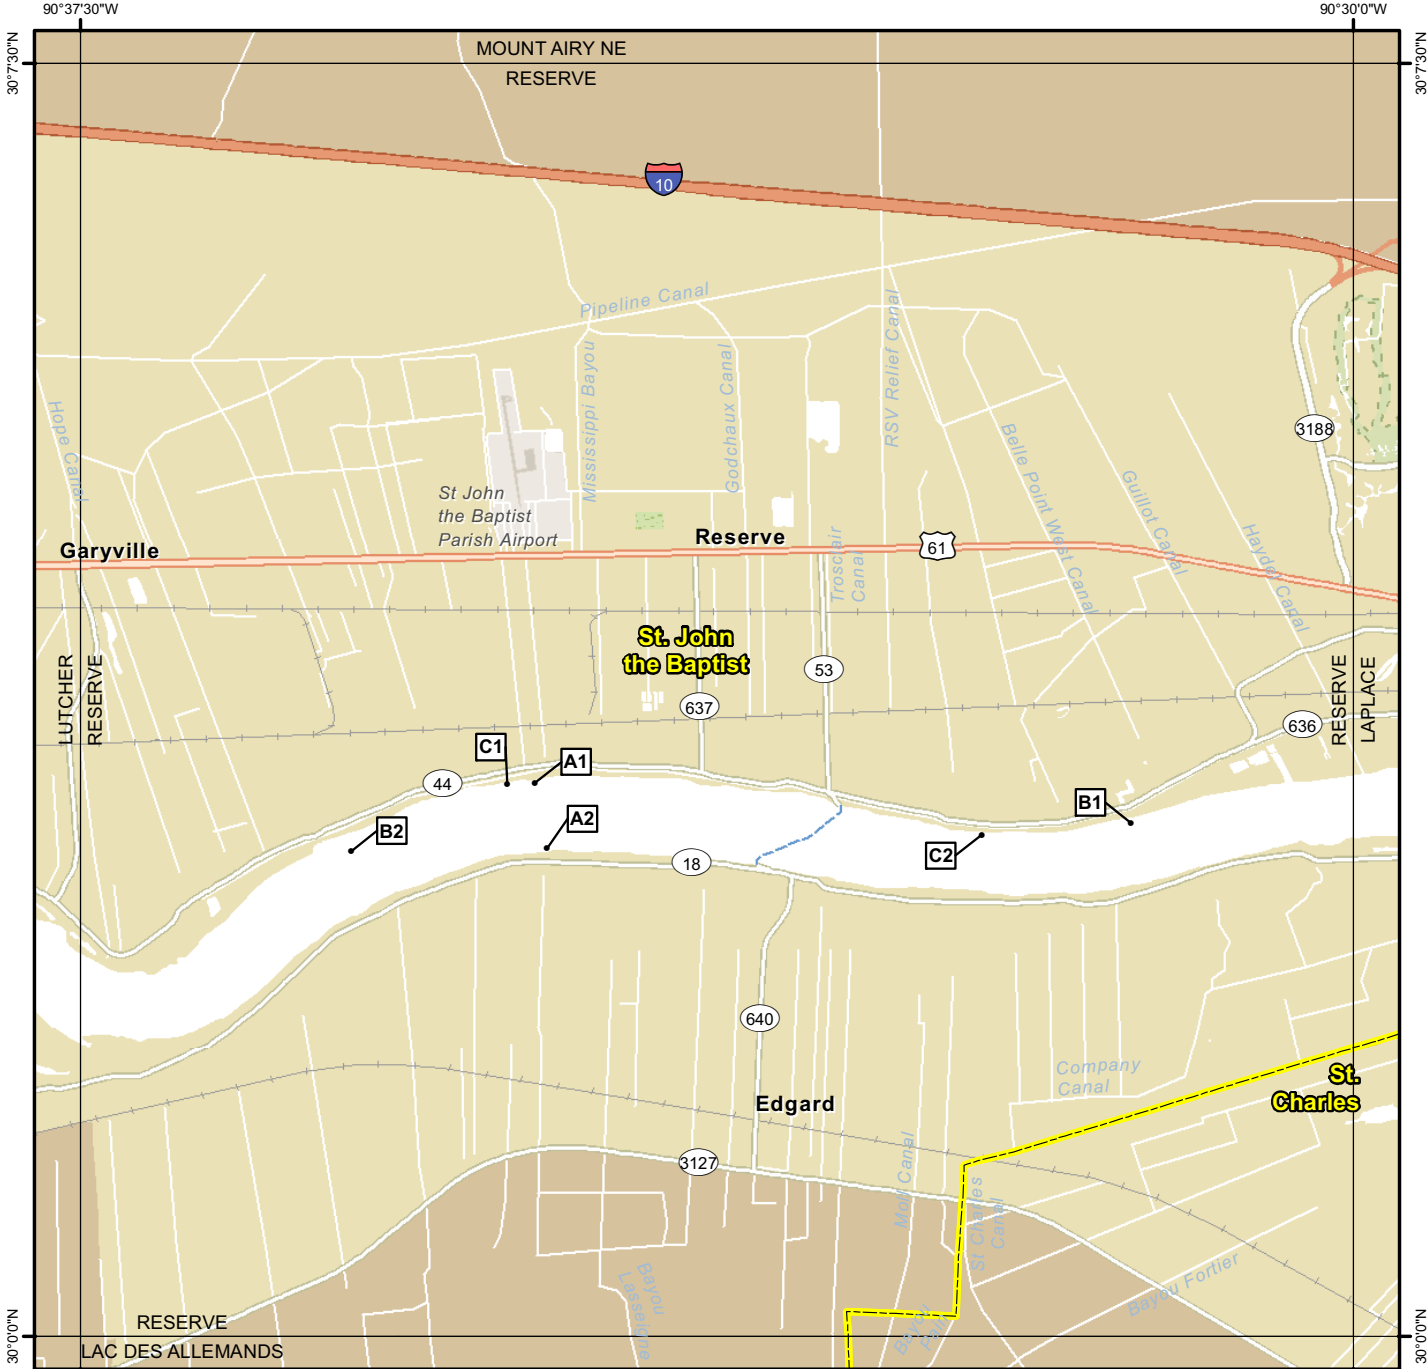 90°37'30"W
90°30'0"W
30°7'30"N
30°7'30"N
MOUNT AIRY NE
RESERVE
10
Pipeline Canal
Hope Canal
Mississippi Bayou
Godchaux Canal
RSV Relief Canal
Belle Point West Canal
Guillot Canal
Haydel Canal
3188
St John
the Baptist
Parish Airport
Garyville
Reserve
61
Trosclair
Canal
St. John
the Baptist
53
637
636
LUTCHER
RESERVE
RESERVE
LAPLACE
C1
A1
44
B2
A2
B1
C2
18
640
Company
Canal
St.
Charles
Edgard
3127
Moll Canal
St Charles
Canal
Bayou
Lasseigne
Bayou Fortier
Bayou
RESERVE
LAC DES ALLEMANDS
30°0'0"N
30°0'0"N